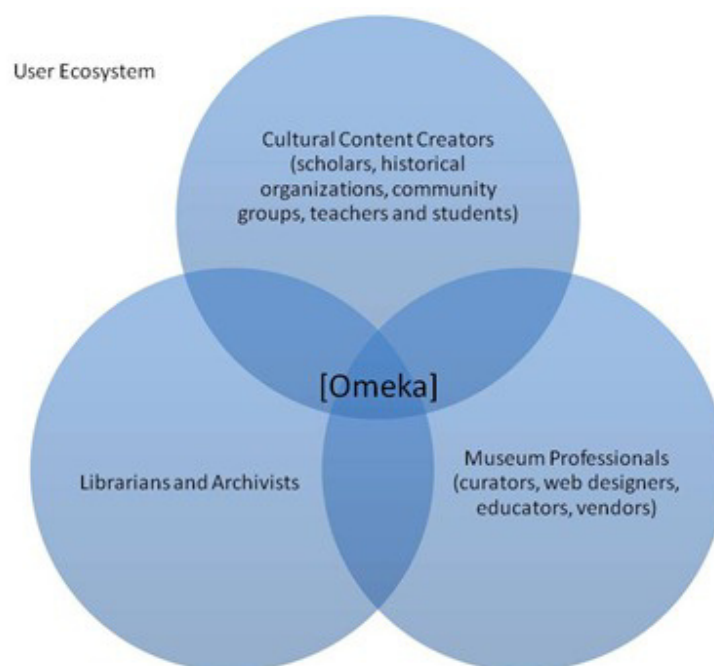 User Ecosystem
Cultural Content Creators
(scholars, historical
organizations, community
groups, teachers and students)
[Omeka]
Librarians and Archivists
Museum Professionals
(curators, web designers,
educators, vendors)